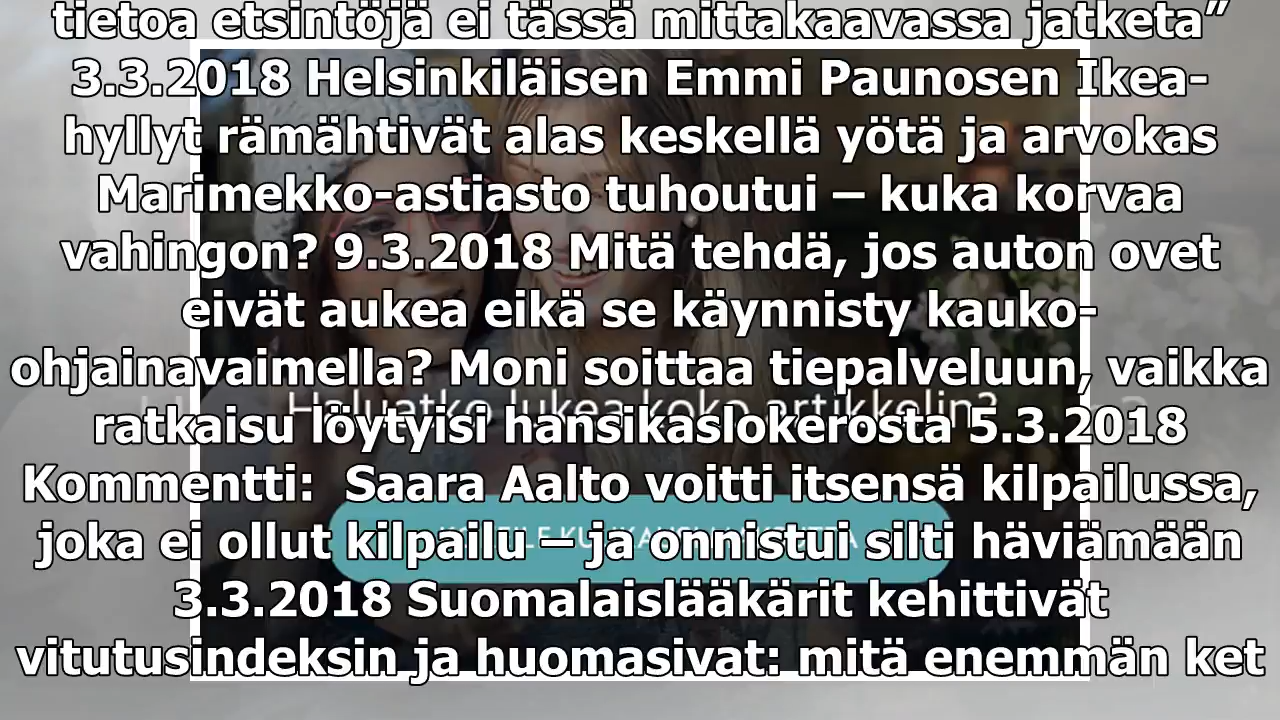 tietoa etsintöjä ei tässä mittakaavassa jatketa”
3.3.2018 Helsinkiläisen Emmi Paunosen Ikea-
hyllyt rämähtivät alas keskellä yötä ja arvokas
Marimekko-astiasto tuhoutui – kuka korvaa
vahingon? 9.3.2018 Mitä tehdä, jos auton ovet
eivät aukea eikä se käynnisty kauko-
ohjainavaimella? Moni soittaa tiepalveluun, vaikka
Haluatko lukea koko artikkelin?
ratkaisu löytyisi hansikaslokerosta 5.3.2018
Kommentti:  Saara Aalto voitti itsensä kilpailussa,
joka ei ollut kilpailu – ja onnistui silti häviämään
3.3.2018 Suomalaislääkärit kehittivät
vitutusindeksin ja huomasivat: mitä enemmän ket